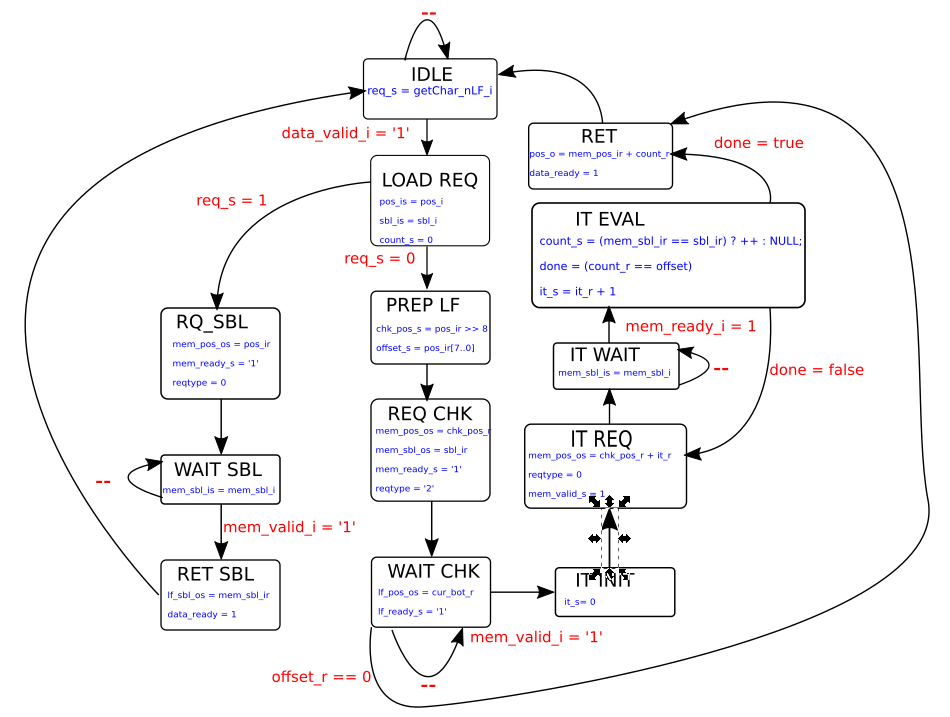 --
IDLE
req_s = getChar_nLF_i
data_valid_i = '1'
LOAD REQ
pos_is = pos_i
sbl_is = sbl_i
count_s = 0
req_s = 1
req_s = 0
RQ_SBL
mem_pos_os = pos_ir
mem_ready_s = '1'
reqtype = 0
WAIT SBL
mem_sbl_is = mem_sbl_i
--
mem_valid_i = '1'
RET SBL
lf_sbl_os = mem_sbl_ir
data_ready = 1
PREP LF
chk_pos_s = pos_ir >> 8
offset_s = pos_ir[7..0]
REQ CHK
mem_pos_os = chk_pos_r
mem_sbl_os = sbl_ir
mem_ready_s = '1'
reqtype = '2'
WAIT CHK
lf_pos_os = cur_bot_r
lf_ready_s = '1'
mem_valid_i = '1'
offset_r == 0
--
IT INIT
it_s= 0
IT REQ
mem_pos_os = chk_pos_r + it_r
reqtype = 0
mem_valid_s = 1
IT WAIT
mem_sbl_is = mem_sbl_i
--
mem_ready_i = 1
done = false
IT EVAL
count_s = (mem_sbl_ir == sbl_ir) ? ++ : NULL;
done = (count_r == offset)
it_s = it_r + 1
done = true
RET
pos_o = mem_pos_ir + count_r
data_ready = 1